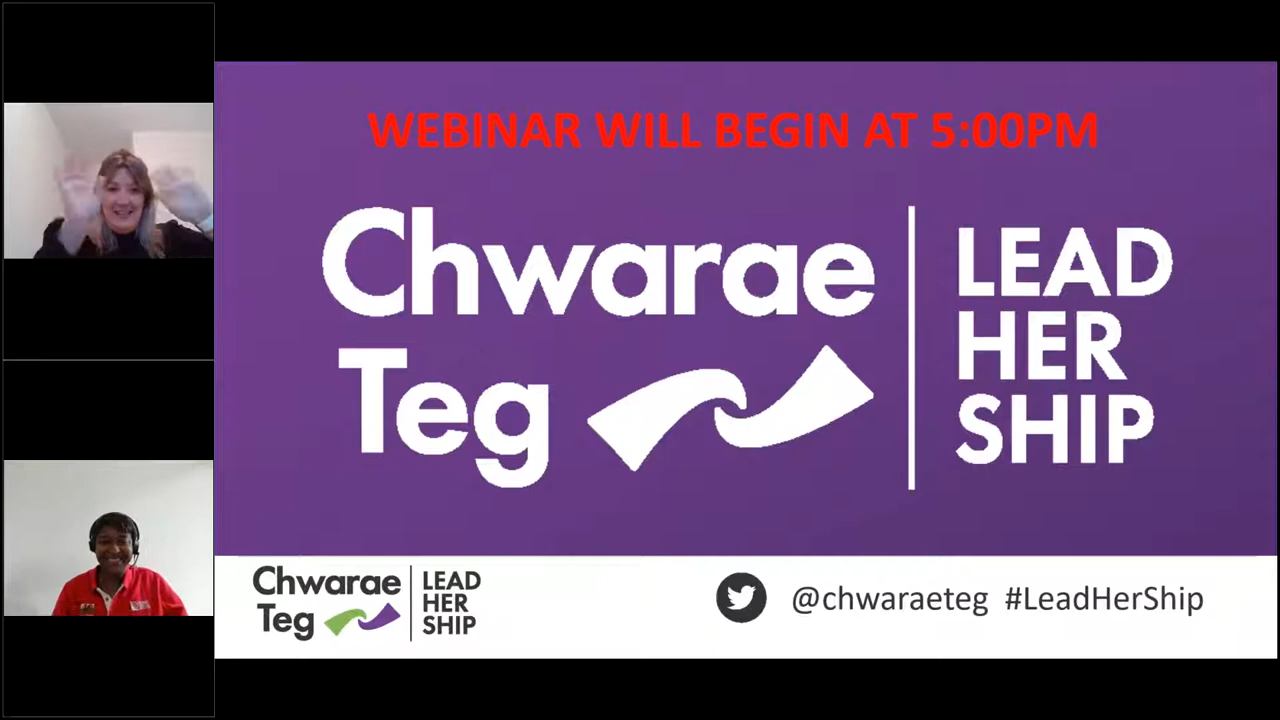 WEBINAR WILL BEGIN AT 5:00PM
Chwarae
Teg
LEAD
HER
SHIP
Chwarae
Teg
LEAD
HER
SHIP
@chwaraeteg #LeadHerShip